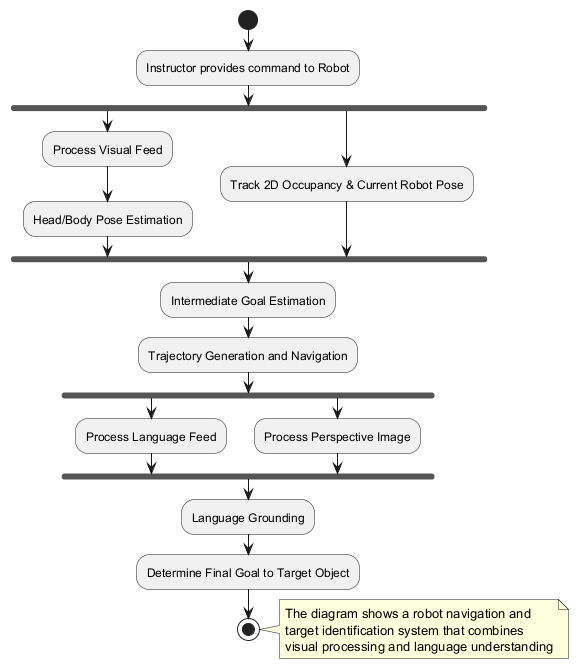 Instructor provides command to Robot
Process Visual Feed
Track 2D Occupancy & Current Robot Pose
Head/Body Pose Estimation
Intermediate Goal Estimation
Trajectory Generation and Navigation
Process Language Feed
Process Perspective Image
Language Grounding
Determine Final Goal to Target Object
The diagram shows a robot navigation and
target identification system that combines
visual processing and language understanding